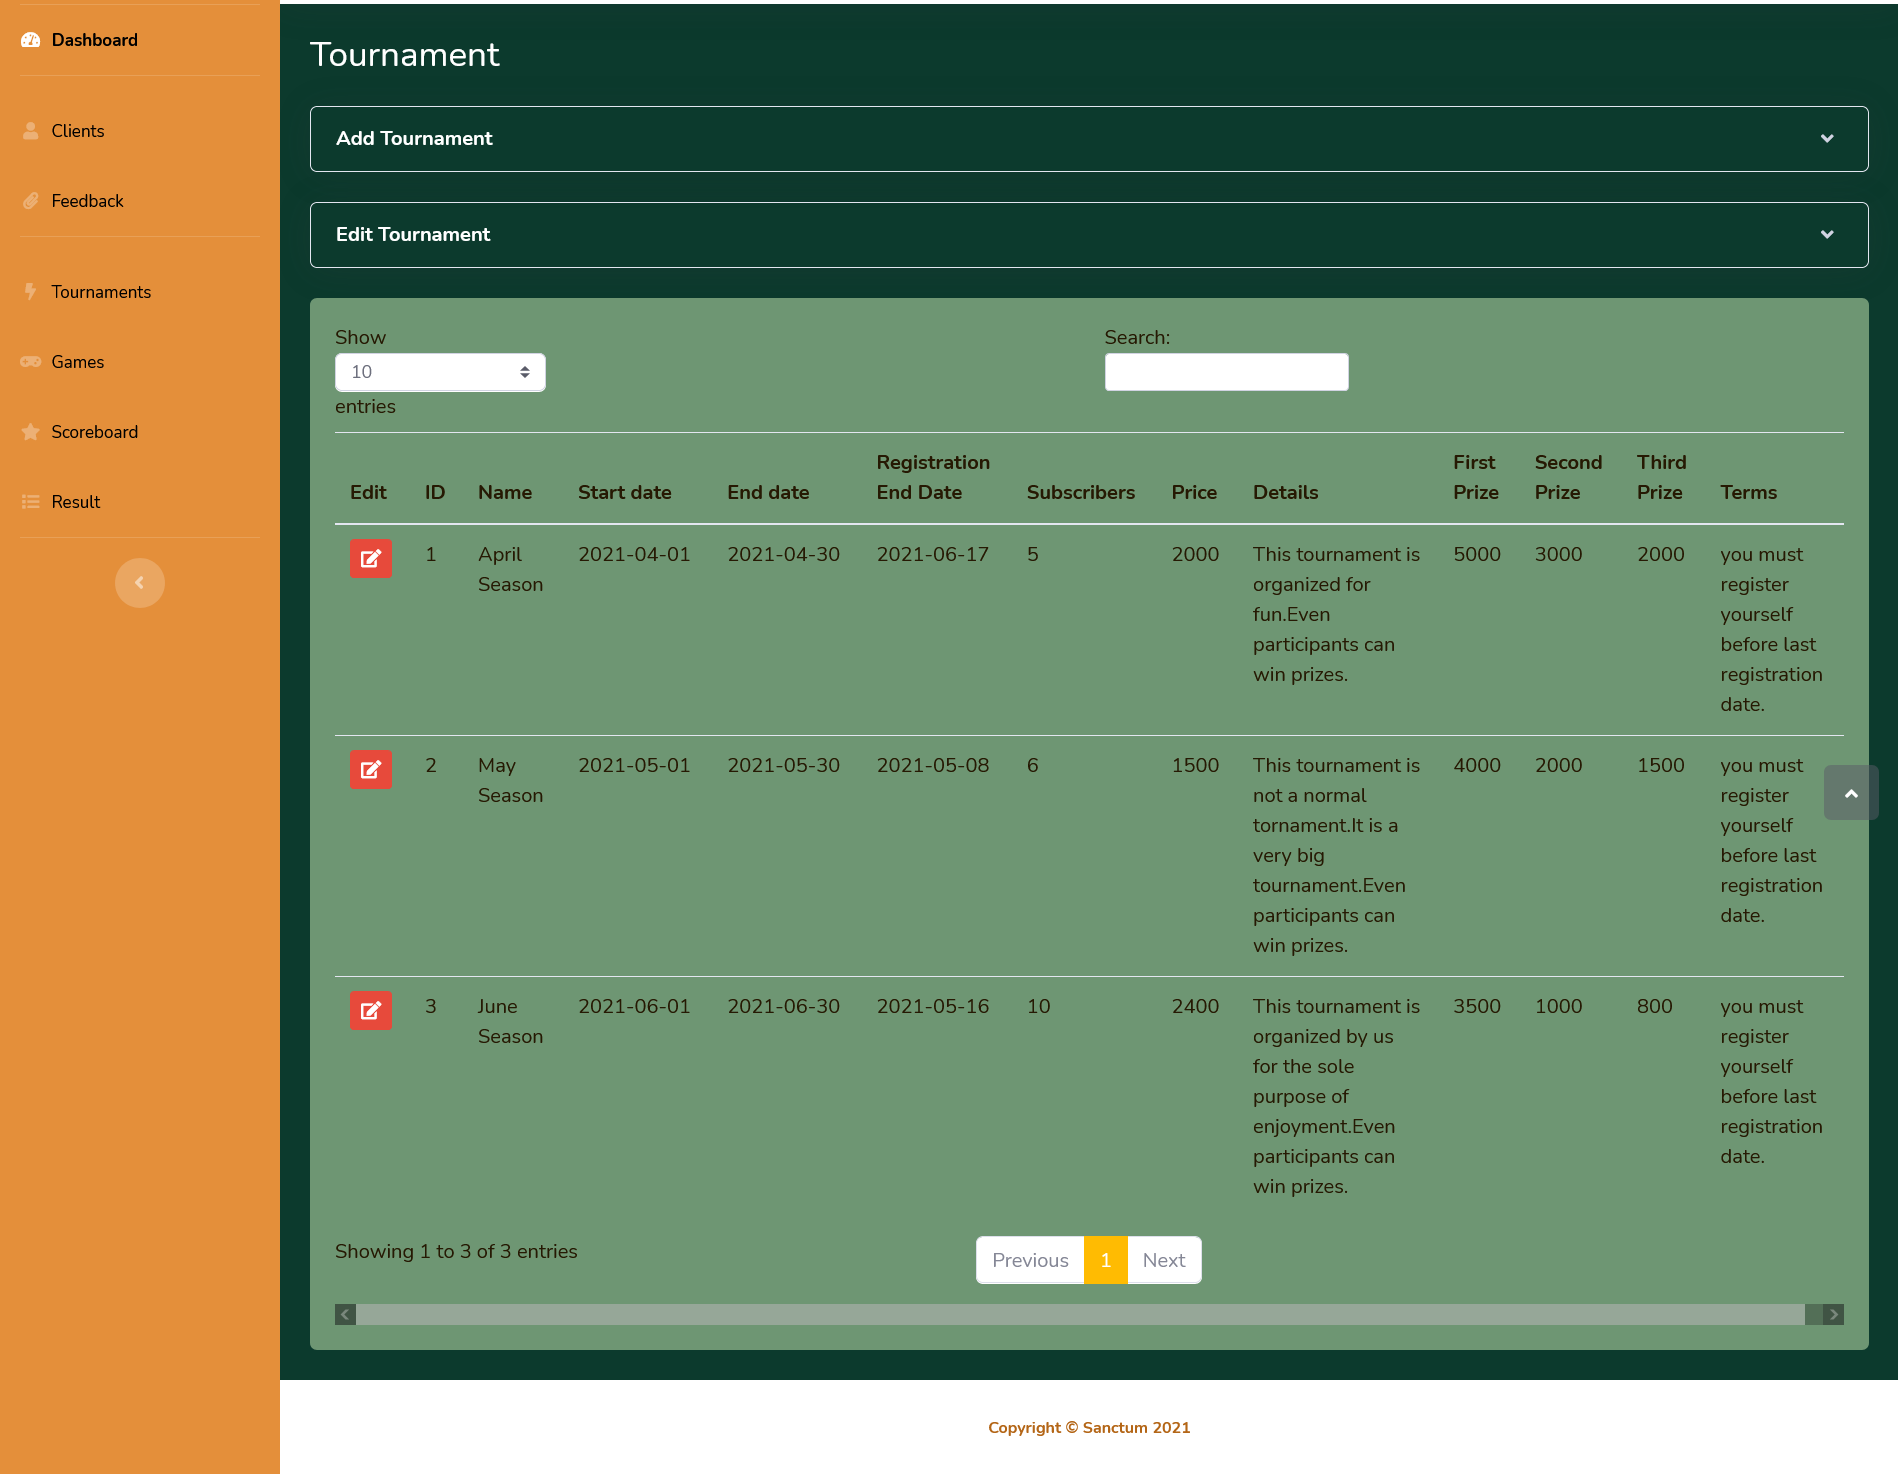 Dashboard
Clients
Feedback
Tournaments
Games
Scoreboard
Result
Tournament
Add Tournament
Edit Tournament
Show
10
entries
Search:
Edit ID Name Start date End date Registration End Date Subscribers Price Details First Prize Second Prize Third Prize Terms
1 April Season 2021-04-01 2021-04-30 2021-06-17 5 2000 This tournament is organized for fun.Even participants can win prizes. 5000 3000 2000 you must register yourself before last registration date.
2 May Season 2021-05-01 2021-05-30 2021-05-08 6 1500 This tournament is not a normal tornament.It is a very big tournament.Even participants can win prizes. 4000 2000 1500 you must register yourself before last registration date.
3 June Season 2021-06-01 2021-06-30 2021-05-16 10 2400 This tournament is organized by us for the sole purpose of enjoyment.Even participants can win prizes. 3500 1000 800 you must register yourself before last registration date.
Showing 1 to 3 of 3 entries
Previous 1 Next
Copyright © Sanctum 2021